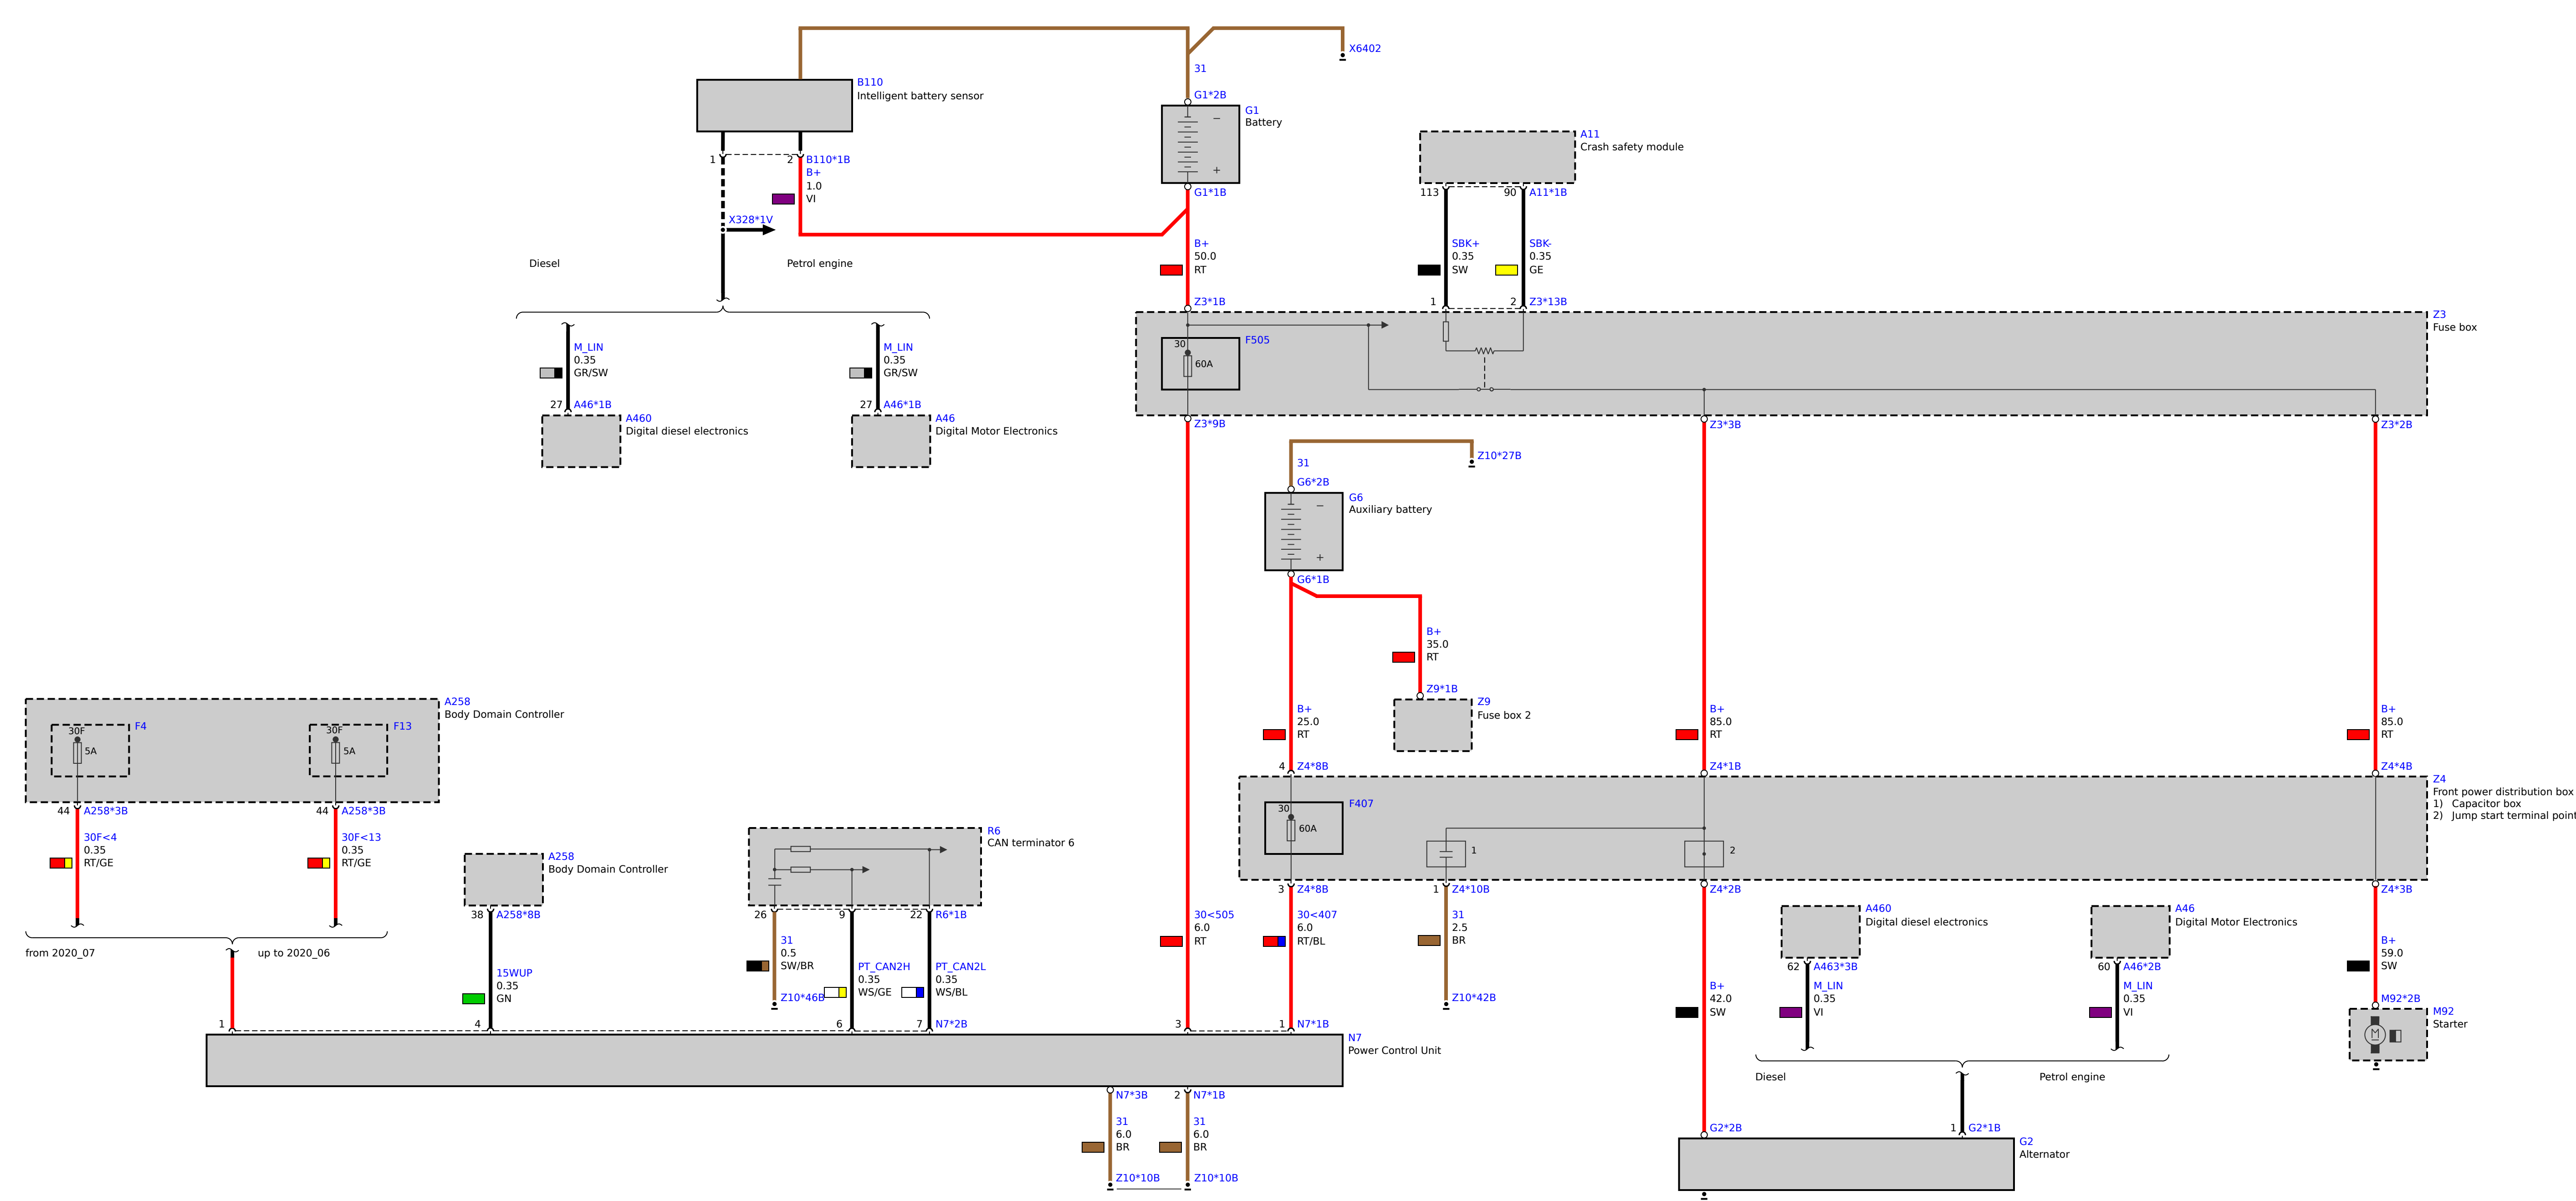 X6402
31
B110
Intelligent battery sensor
G1*2B
G1
Battery
−
+
A11
Crash safety module
1
2
B110*1B
B+
1.0
VI
G1*1B
113
90
A11*1B
X328*1V
Diesel
Petrol engine
B+
50.0
RT
SBK+
0.35
SW
SBK-
0.35
GE
Z3*1B
1
2
Z3*13B
Z3
Fuse box
30
F505
60A
M_LIN
0.35
GR/SW
M_LIN
0.35
GR/SW
27
A46*1B
27
A46*1B
A460
Digital diesel electronics
A46
Digital Motor Electronics
Z3*9B
Z3*3B
Z3*2B
31
Z10*27B
G6*2B
G6
Auxiliary battery
−
+
G6*1B
B+
35.0
RT
Z9*1B
Z9
Fuse box 2
B+
25.0
RT
B+
85.0
RT
B+
85.0
RT
A258
Body Domain Controller
30F
F4
5A
30F
F13
5A
44
A258*3B
44
A258*3B
30F<4
0.35
RT/GE
30F<13
0.35
RT/GE
from 2020_07
up to 2020_06
4
Z4*8B
Z4*1B
Z4*4B
Z4
Front power distribution box
1) Capacitor box
2) Jump start terminal point
30
F407
60A
1
2
A258
Body Domain Controller
38
A258*8B
15WUP
0.35
GN
R6
CAN terminator 6
26
9
22
R6*1B
31
0.5
SW/BR
Z10*46B
PT_CAN2H
0.35
WS/GE
PT_CAN2L
0.35
WS/BL
3
Z4*8B
1
Z4*10B
Z4*2B
Z4*3B
30<505
6.0
RT
30<407
6.0
RT/BL
31
2.5
BR
Z10*42B
A460
Digital diesel electronics
A46
Digital Motor Electronics
62
A463*3B
60
A46*2B
B+
42.0
SW
M_LIN
0.35
VI
M_LIN
0.35
VI
B+
59.0
SW
M92*2B
M92
Starter
M
1
4
6
7
N7*2B
3
1
N7*1B
N7
Power Control Unit
N7*3B
2
N7*1B
31
6.0
BR
31
6.0
BR
Z10*10B
Z10*10B
Diesel
Petrol engine
G2*2B
1
G2*1B
G2
Alternator